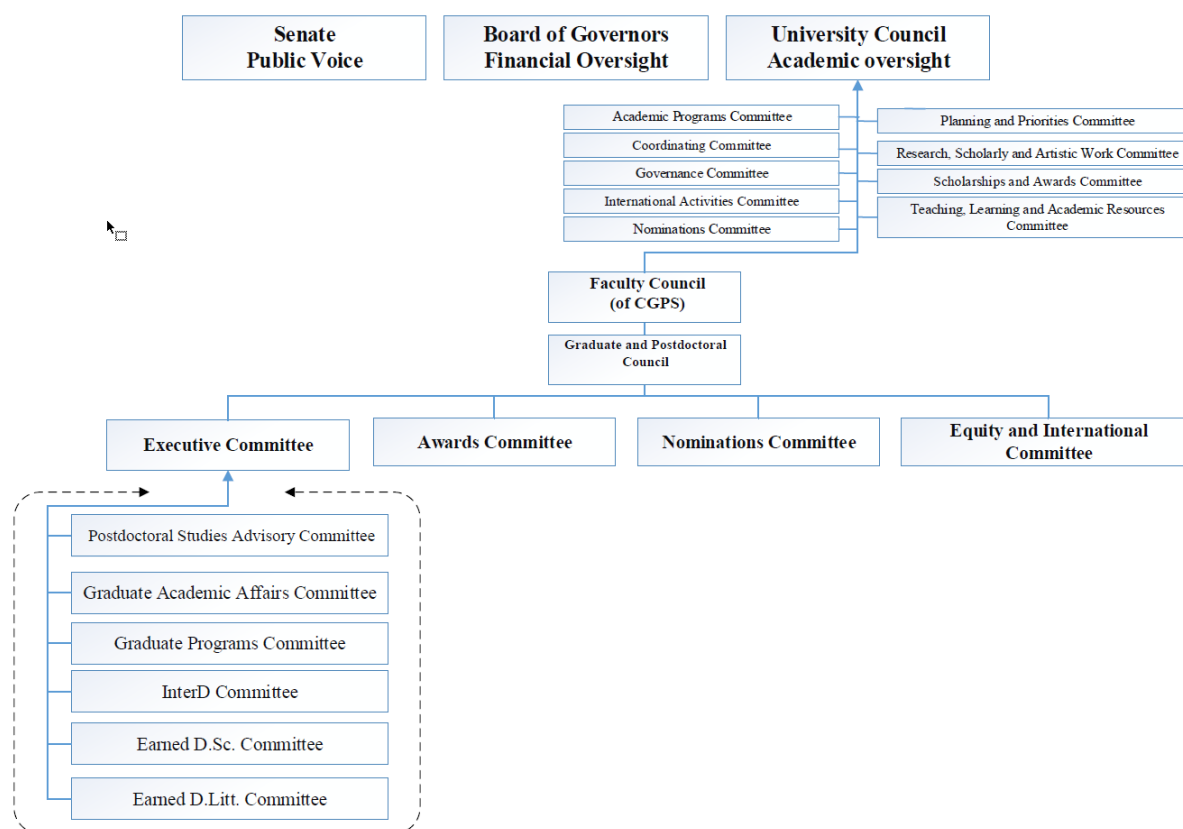 Senate
Public Voice
Board of Governors
Financial Oversight
University Council
Academic oversight
Academic Programs Committee
Coordinating Committee
Governance Committee
International Activities Committee
Nominations Committee
Planning and Priorities Committee
Research, Scholarly and Artistic Work Committee
Scholarships and Awards Committee
Teaching, Learning and Academic Resources
Committee
Faculty Council
(of CGPS)
Graduate and Postdoctoral
Council
Executive Committee
Awards Committee
Nominations Committee
Equity and International
Committee
Postdoctoral Studies Advisory Committee
Graduate Academic Affairs Committee
Graduate Programs Committee
InterD Committee
Earned D.Sc. Committee
Earned D.Litt. Committee